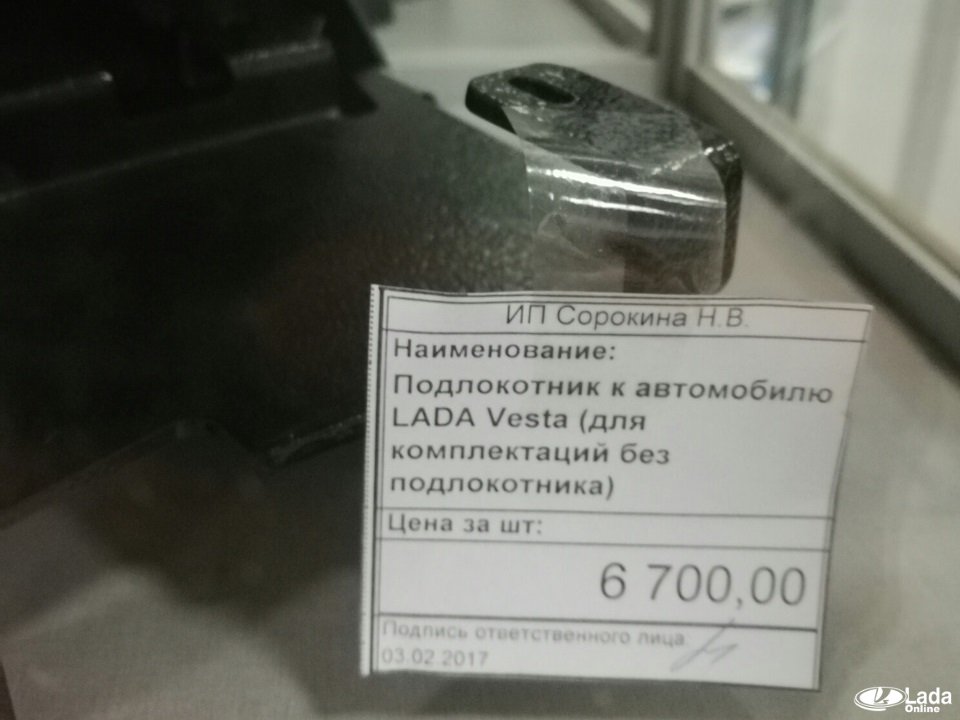 ИП Сорокина Н.В.
Наименование:
Подлокотник к автомобилю
LADA Vesta (для
комплектаций без
подлокотника)
Цена за шт:
6 700,00
Подпись ответственного лица
03.02.2017
Lada
Online